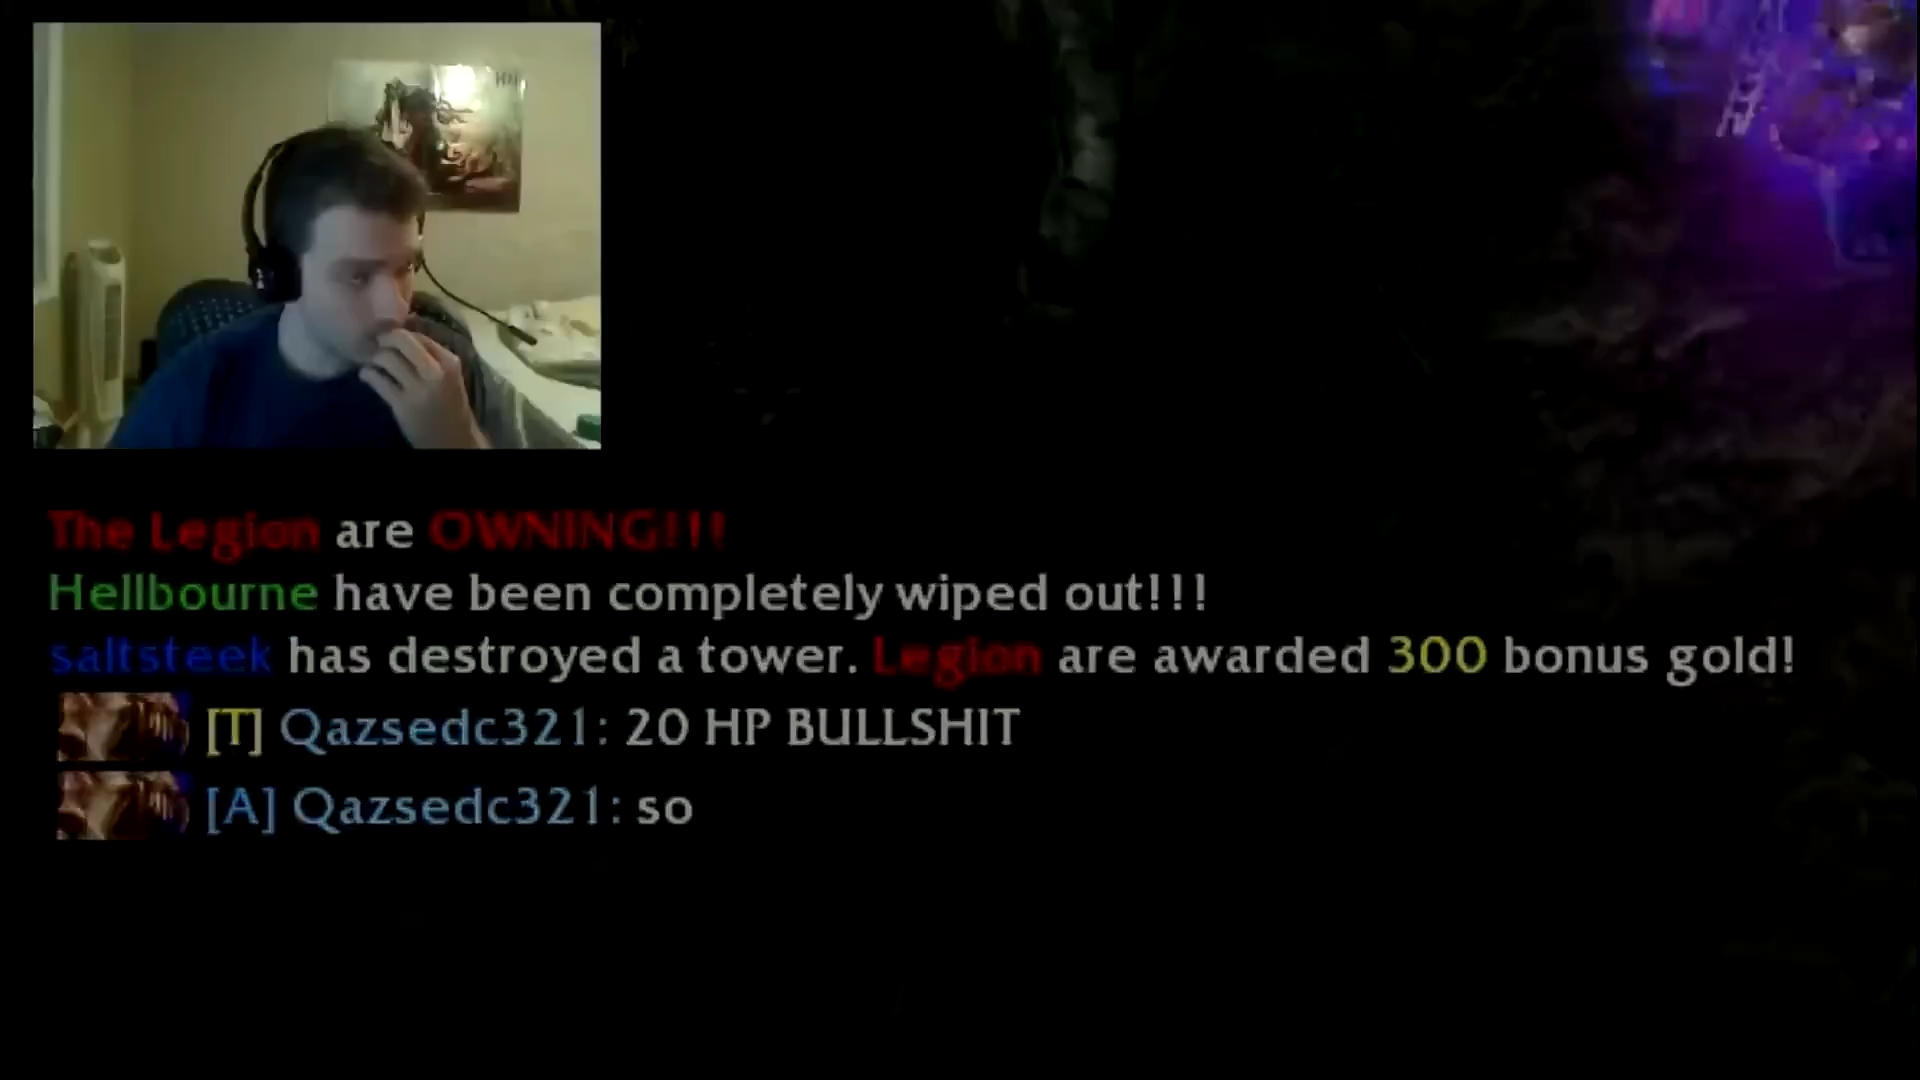 The Legion are OWNING!!!
Hellbourne have been completely wiped out!!!
saltsteek has destroyed a tower. Legion are awarded 300 bonus gold!
[T] Qazsedc321: 20 HP BULLSHIT
[A] Qazsedc321: so